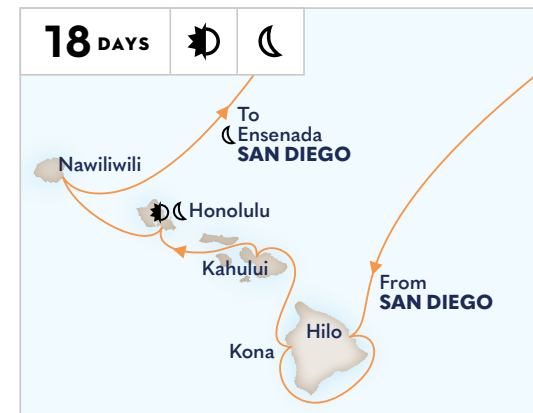 18 DAYS
To
Ensenada
SAN DIEGO
Nawiliwili
Honolulu
Kahului
From
SAN DIEGO
Hilo
Kona